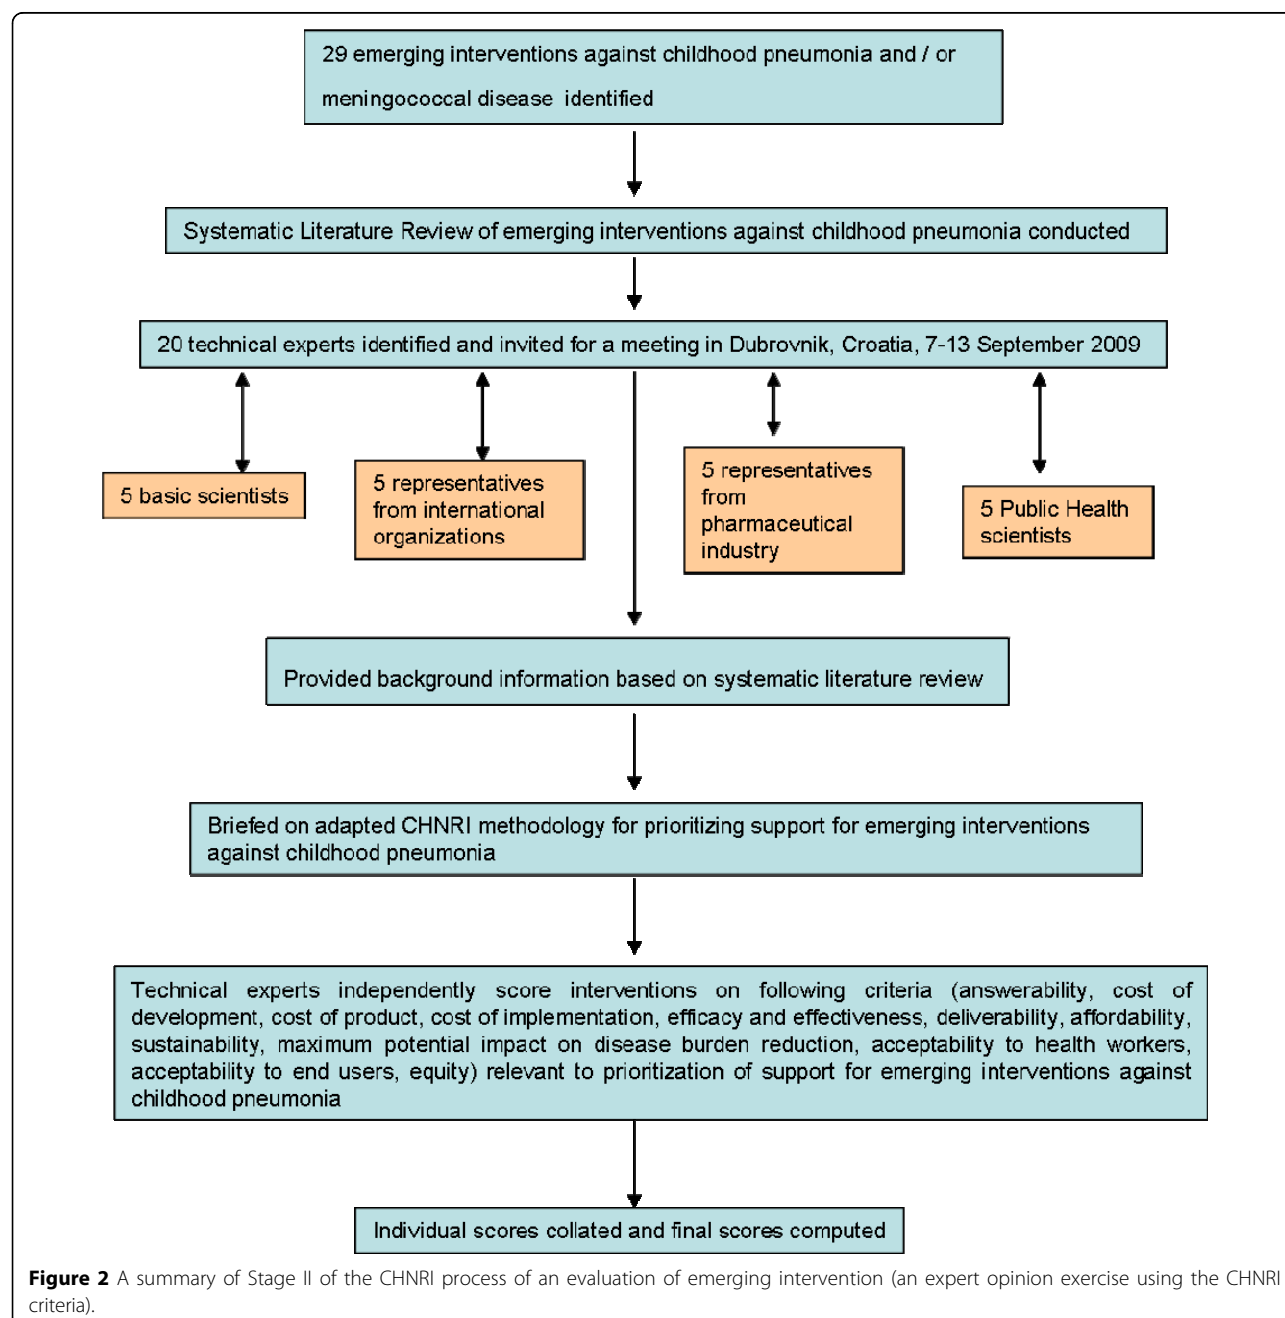 29 emerging interventions against childhood pneumonia and / or
meningococcal disease identified
Systematic Literature Review of emerging interventions against childhood pneumonia conducted
20 technical experts identified and invited for a meeting in Dubrovnik, Croatia, 7-13 September 2009
5 basic scientists
5 representatives
from international
organizations
5 representatives
from
pharmaceutical
industry
5 Public Health
scientists
Provided background information based on systematic literature review
Briefed on adapted CHNRI methodology for prioritizing support for emerging interventions
against childhood pneumonia
Technical experts independently score interventions on following criteria (answerability, cost of
development, cost of product, cost of implementation, efficacy and effectiveness, deliverability, affordability,
sustainability, maximum potential impact on disease burden reduction, acceptability to health workers,
acceptability to end users, equity) relevant to prioritization of support for emerging interventions against
childhood pneumonia
Individual scores collated and final scores computed
Figure 2 A summary of Stage II of the CHNRI process of an evaluation of emerging intervention (an expert opinion exercise using the CHNRI
criteria).